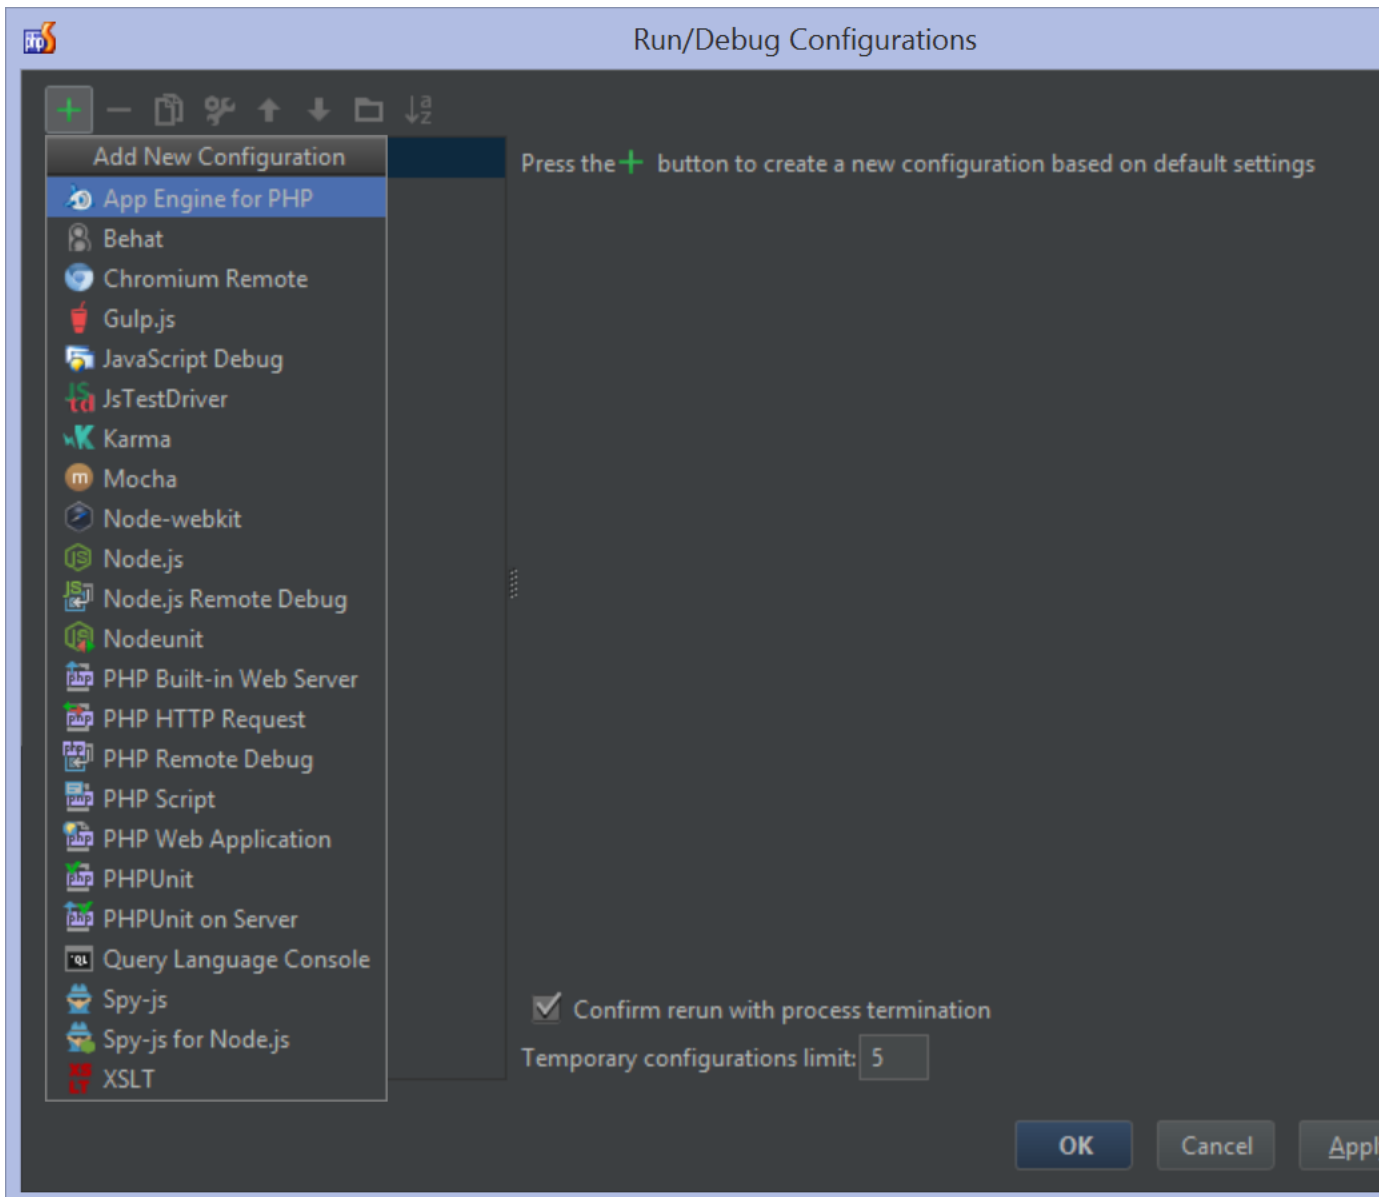 Run/Debug Configurations
Add New Configuration
Press the + button to create a new configuration based on default settings
App Engine for PHP
Behat
Chromium Remote
Gulp.js
JavaScript Debug
JsTestDriver
Karma
Mocha
Node-webkit
Node.js
Node.js Remote Debug
Nodeunit
PHP Built-in Web Server
PHP HTTP Request
PHP Remote Debug
PHP Script
PHP Web Application
PHPUnit
PHPUnit on Server
Query Language Console
Spy-js
Spy-js for Node.js
XSLT
Confirm rerun with process termination
Temporary configurations limit: 5
OK Cancel Appl